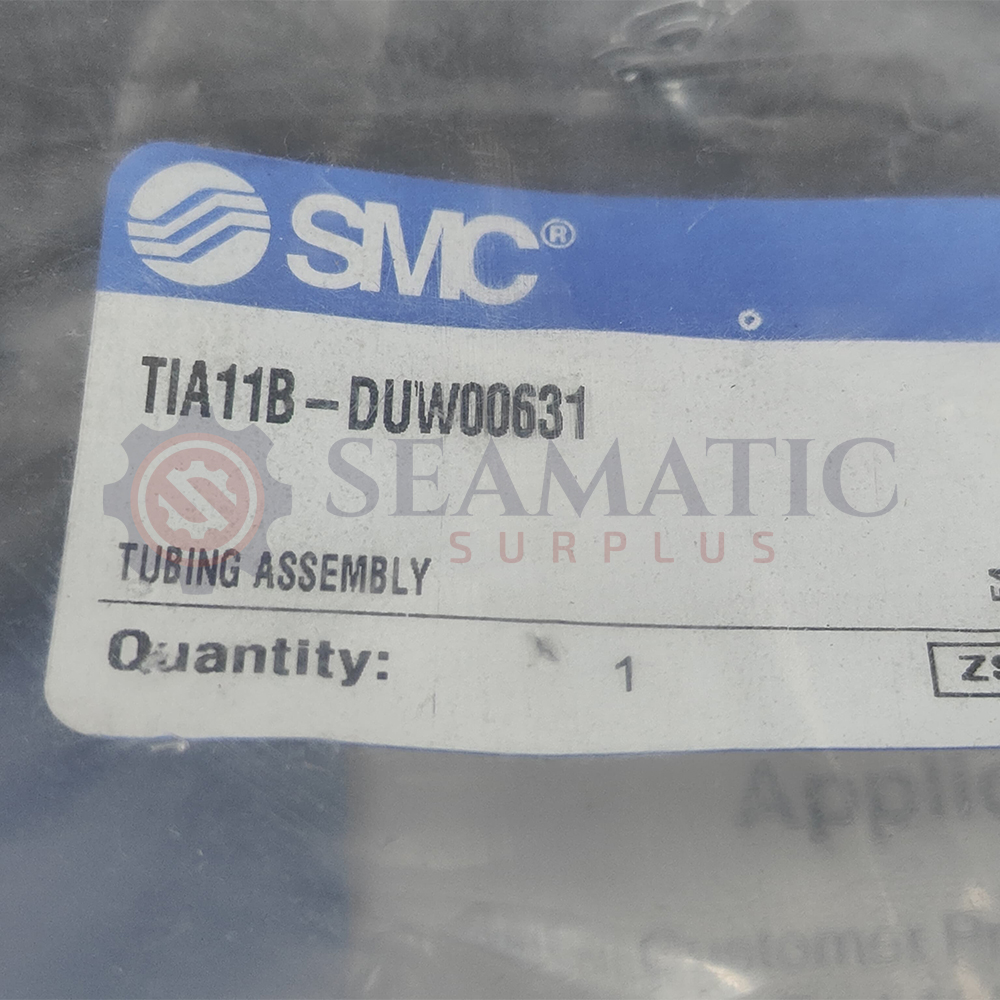 SMC®
TIA11B-DUW00631
SEAMATIC
SURPLUS
TUBING ASSEMBLY
Quantity: 1